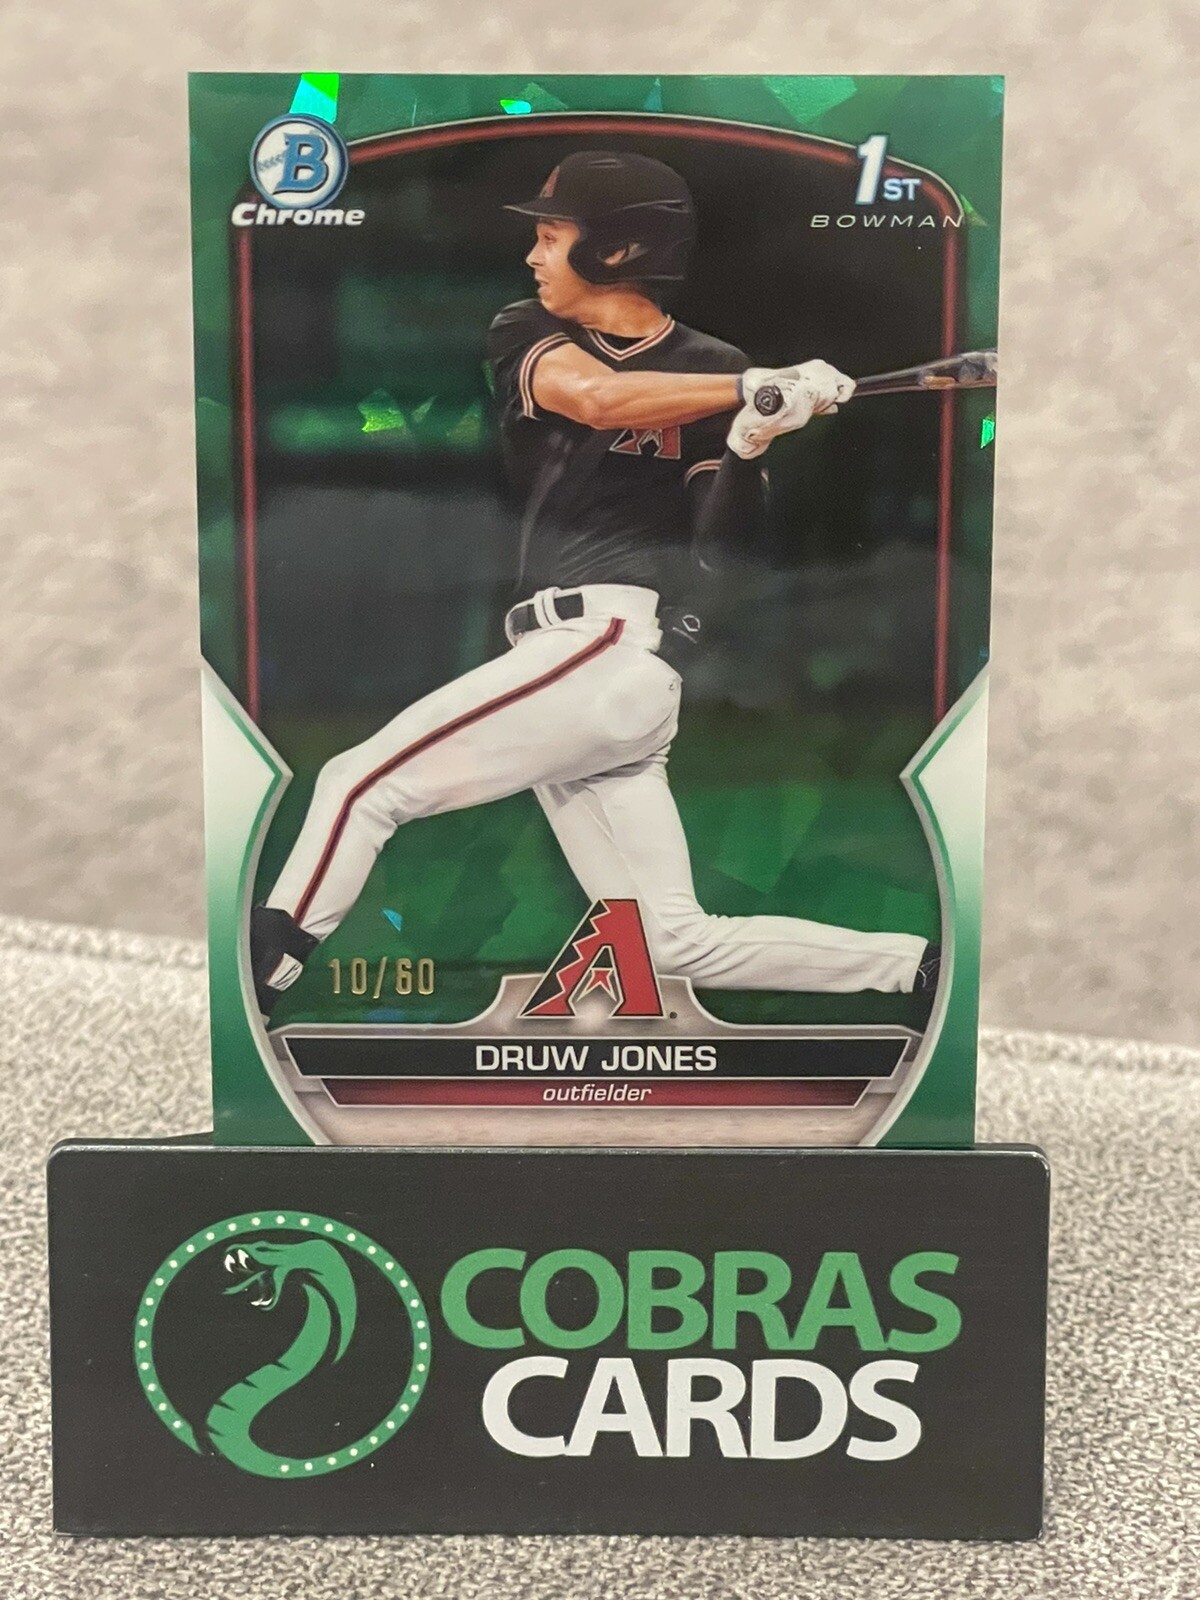 B
Chrome
1ST
BOWMAN
A
A
10/60
A
DRUW JONES
outfielder
COBRAS
CARDS